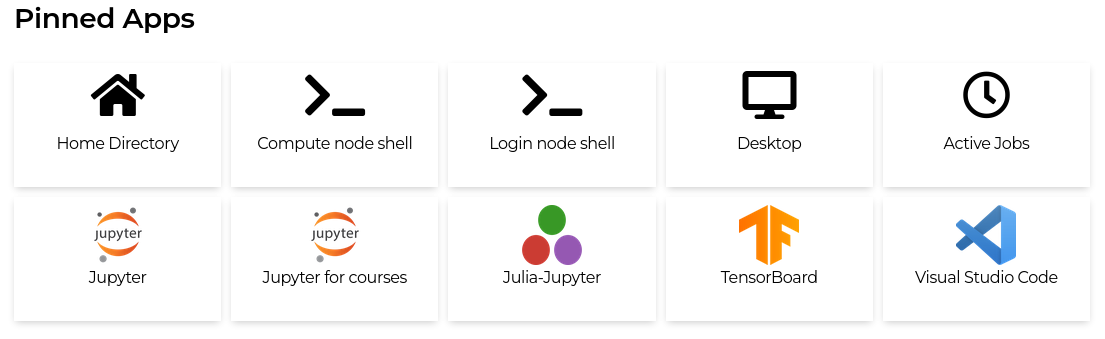 Pinned Apps
Home Directory
Compute node shell
Login node shell
Desktop
Active Jobs
jupyter
Jupyter
jupyter
Jupyter for courses
Julia-Jupyter
TensorBoard
Visual Studio Code